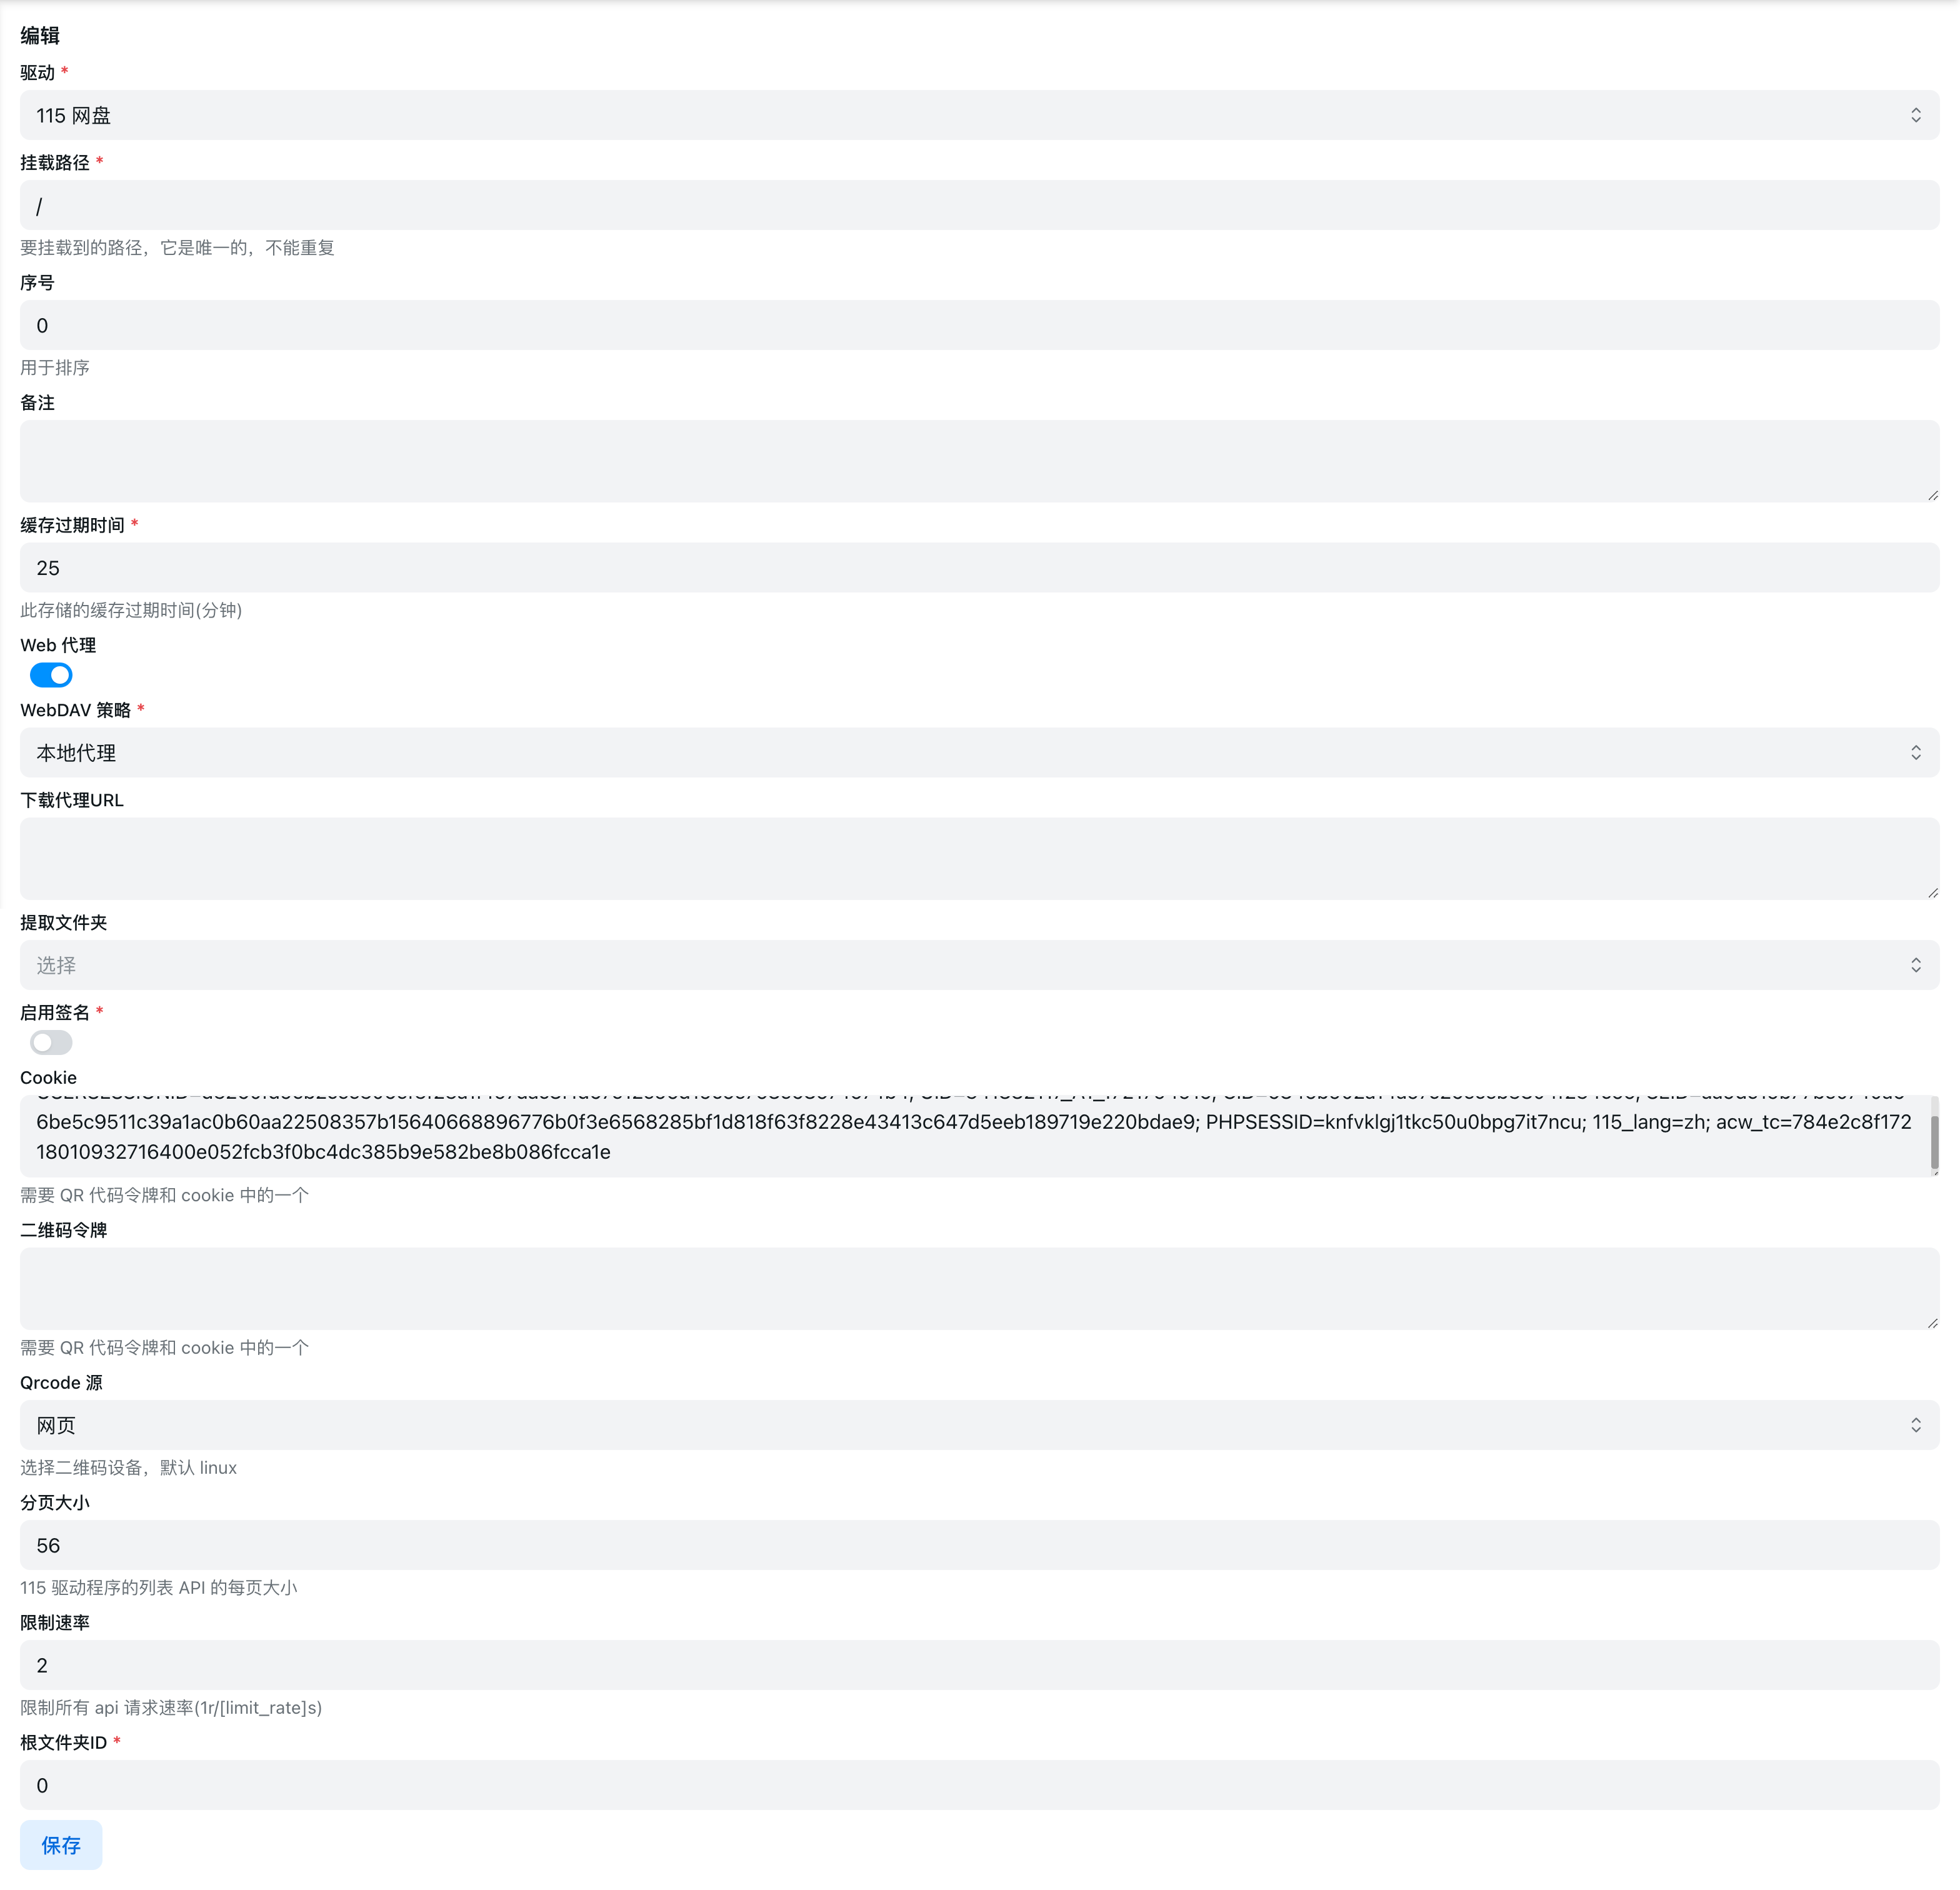 编辑
驱动 *
115 网盘
挂载路径 *
/
要挂载到的路径，它是唯一的，不能重复
序号
0
用于排序
备注
缓存过期时间 *
25
此存储的缓存过期时间(分钟)
Web 代理
WebDAV 策略 *
本地代理
下载代理URL
提取文件夹
选择
启用签名 *
Cookie
6be5c9511c39a1ac0b60aa22508357b15640668896776b0f3e6568285bf1d818f63f8228e43413c647d5eeb189719e220bdae9; PHPSESSID=knfvklgj1tkc50u0bpg7it7ncu; 115_lang=zh; acw_tc=784e2c8f172
18010932716400e052fcb3f0bc4dc385b9e582be8b086fcca1e
需要 QR 代码令牌和 cookie 中的一个
二维码令牌
需要 QR 代码令牌和 cookie 中的一个
Qrcode 源
网页
选择二维码设备，默认 linux
分页大小
56
115 驱动程序的列表 API 的每页大小
限制速率
2
限制所有 api 请求速率(1r/[limit_rate]s)
根文件夹ID *
0
保存